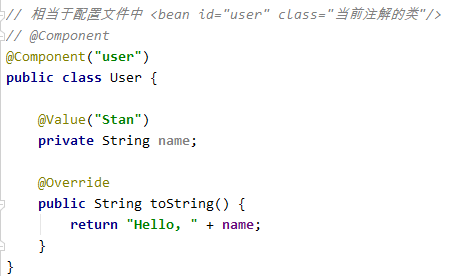 // 相当于配置文件中 <bean id="user" class="当前注解的类"/>
// @Component
@Component("user")
public class User {
@Value("Stan")
private String name;
@Override
public String toString() {
return "Hello, " + name;
}
}